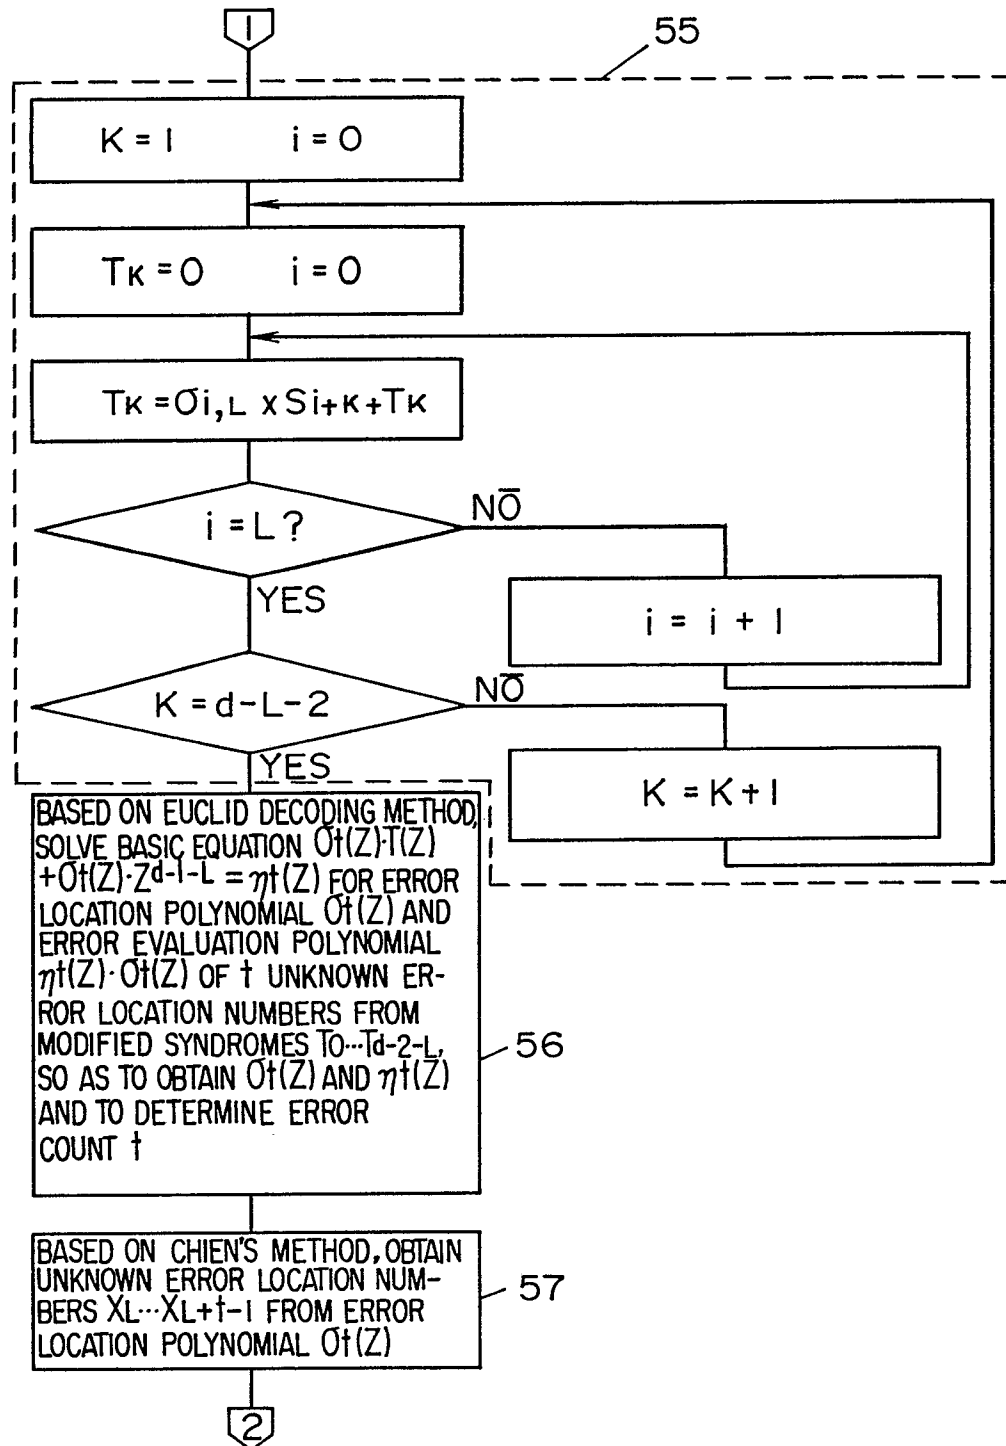 1
55
K = 1 i = 0
TK = 0 i = 0
TK = σi,L x Si+K+TK
i = L ?
NO
YES
i = i + 1
K = d-L-2
NO
YES
K = K + 1
BASED ON EUCLID DECODING METHOD,
SOLVE BASIC EQUATION σt(Z)·T(Z)
+σt(Z)·Z^d-1-L = ηt(Z) FOR ERROR
LOCATION POLYNOMIAL σt(Z) AND
ERROR EVALUATION POLYNOMIAL
ηt(Z)·σt(Z) OF t UNKNOWN ER-
ROR LOCATION NUMBERS FROM
MODIFIED SYNDROMES T0···Td-2-L,
SO AS TO OBTAIN σt(Z) AND ηt(Z)
AND TO DETERMINE ERROR
COUNT t
56
BASED ON CHIEN'S METHOD, OBTAIN
UNKNOWN ERROR LOCATION NUM-
BERS XL···XL+t-1 FROM ERROR
LOCATION POLYNOMIAL σt(Z)
57
2